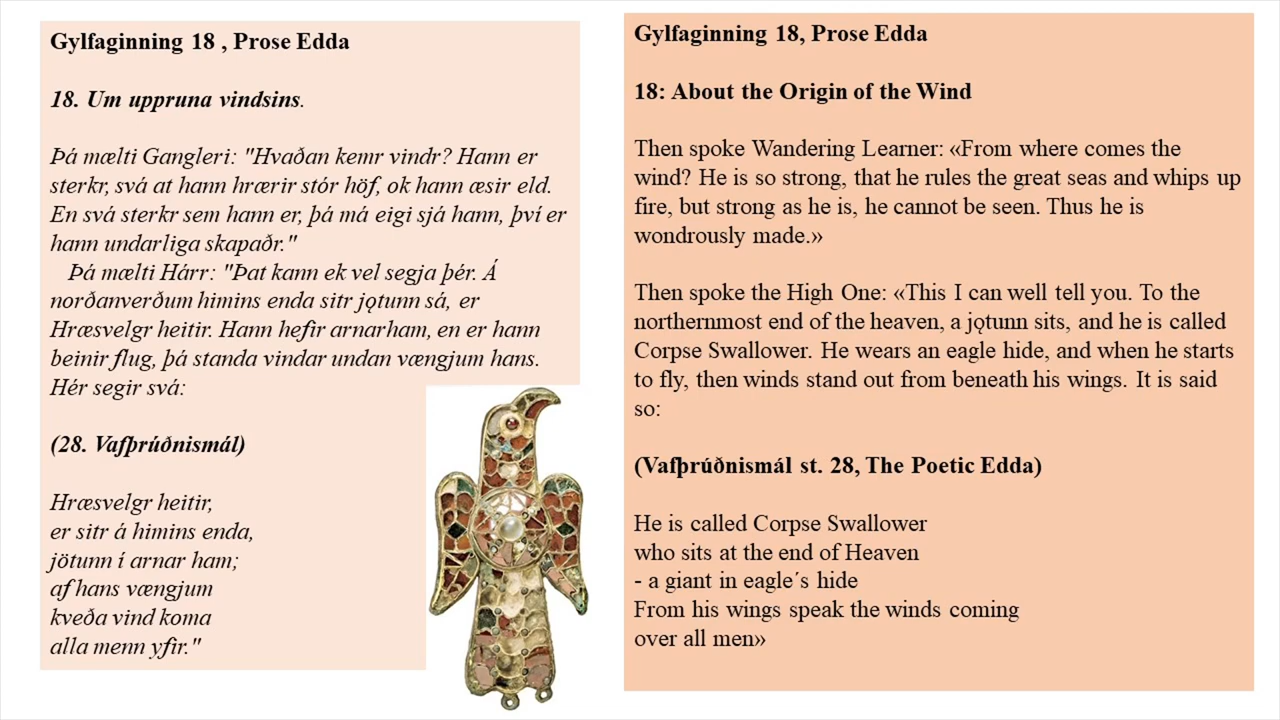 Gylfaginning 18 , Prose Edda
18. Um uppruna vindsins.
Þá mælti Gangleri: "Hvaðan kemr vindr? Hann er
sterkr, svá at hann hrærir stór höf, ok hann æsir eld.
En svá sterkr sem hann er, þá má eigi sjá hann, því er
hann undarliga skapaðr."
Þá mælti Hárr: "Þat kann ek vel segja þér. Á
norðanverðum himins enda sitr jǫtunn sá, er
Hræsvelgr heitir. Hann hefir arnarham, en er hann
beinir flug, þá standa vindar undan vængjum hans.
Hér segir svá:
(28. Vafþrúðnismál)
Hræsvelgr heitir,
er sitr á himins enda,
jötunn í arnar ham;
af hans vængjum
kveða vind koma
alla menn yfir."
Gylfaginning 18, Prose Edda
18: About the Origin of the Wind
Then spoke Wandering Learner: «From where comes the
wind? He is so strong, that he rules the great seas and whips up
fire, but strong as he is, he cannot be seen. Thus he is
wondrously made.»
Then spoke the High One: «This I can well tell you. To the
northernmost end of the heaven, a jǫtunn sits, and he is called
Corpse Swallower. He wears an eagle hide, and when he starts
to fly, then winds stand out from beneath his wings. It is said
so:
(Vafþrúðnismál st. 28, The Poetic Edda)
He is called Corpse Swallower
who sits at the end of Heaven
- a giant in eagle´s hide
From his wings speak the winds coming
over all men»